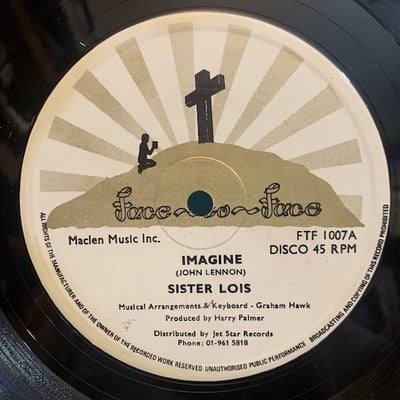 Face~to~Face
Maclen Music Inc.
FTF 1007A
DISCO 45 RPM
IMAGINE
(JOHN LENNON)
SISTER LOIS
Musical Arrangements & Keyboard - Graham Hawk
Produced by Harry Palmer
Distributed by Jet Star Records
Phone: 01-961 5818
ALL RIGHTS OF THE MANUFACTURER AND OF THE OWNER OF THE RECORDED WORK RESERVED UNAUTHORISED PUBLIC PERFORMANCE BROADCASTING AND COPYING OF THIS RECORD PROHIBITED